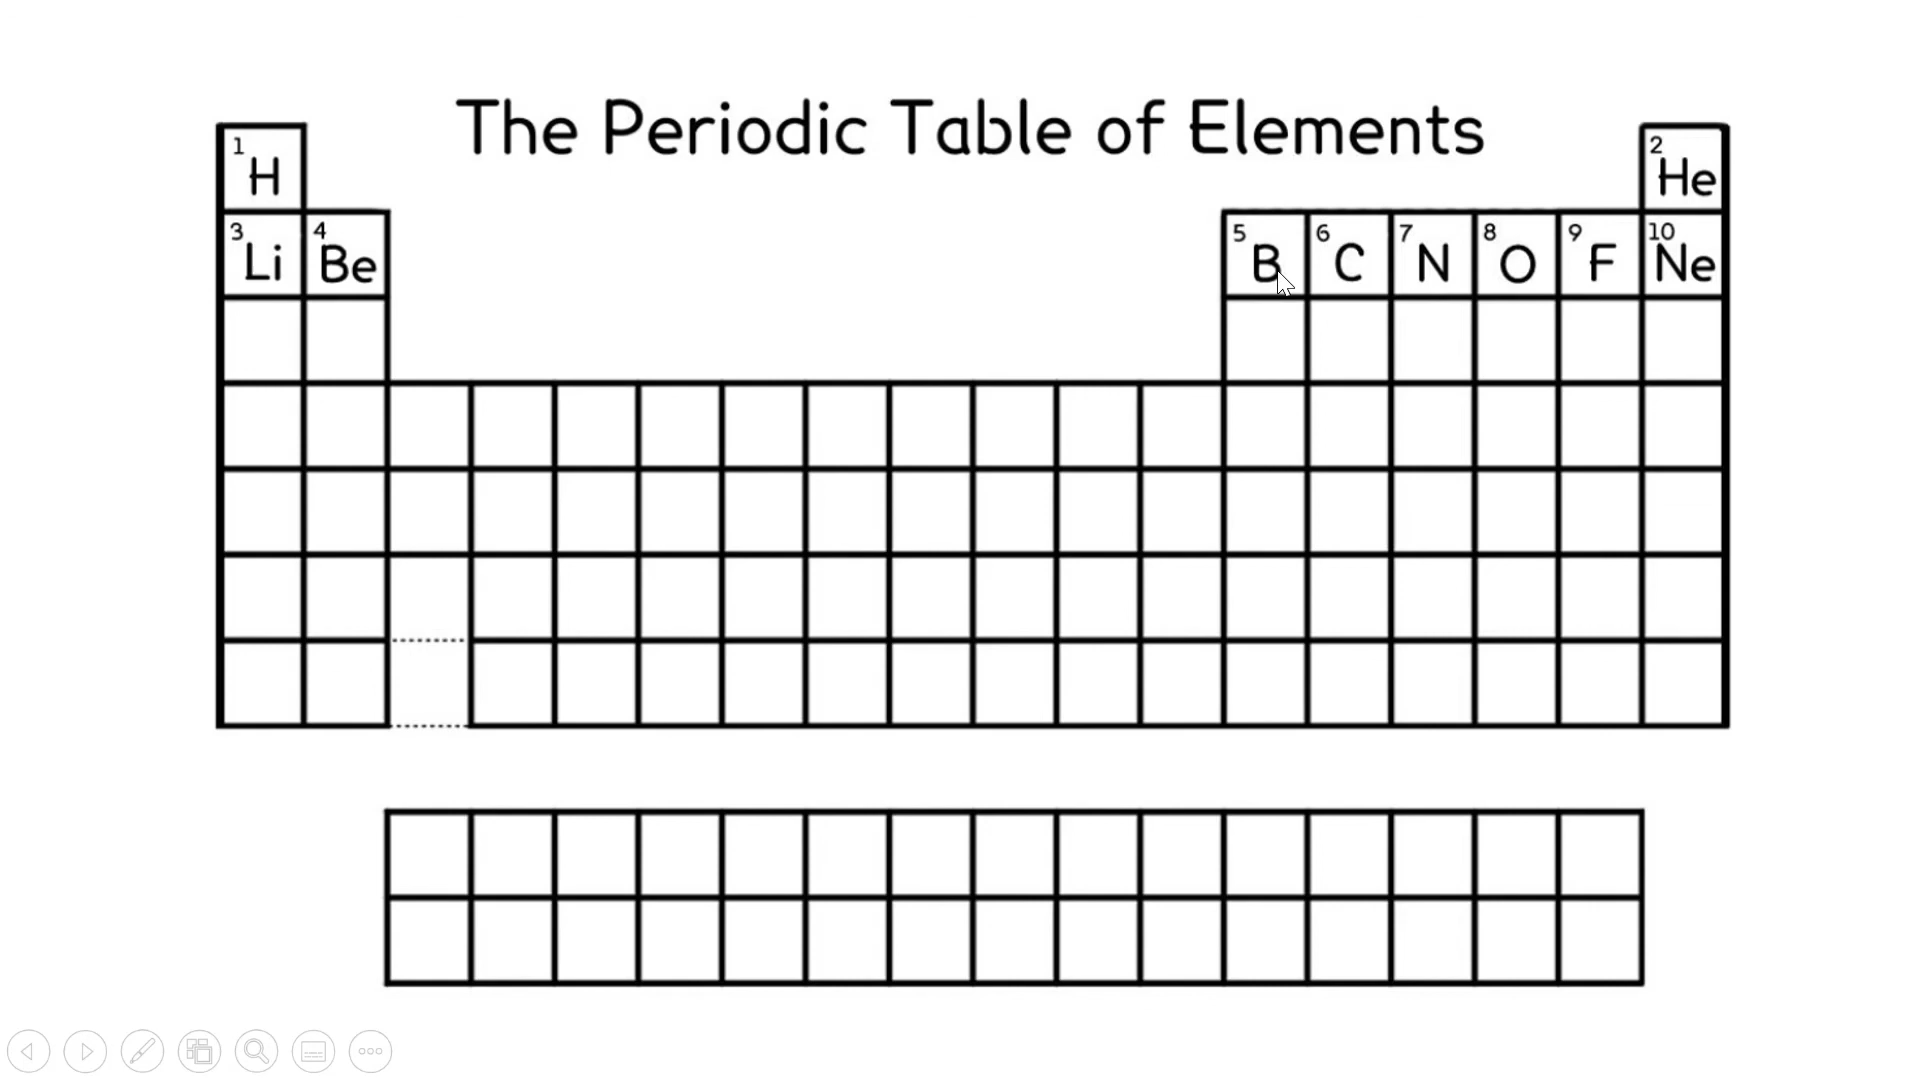 The Periodic Table of Elements
1 H
2 He
3 Li
4 Be
5 B
6 C
7 N
8 O
9 F
10 Ne